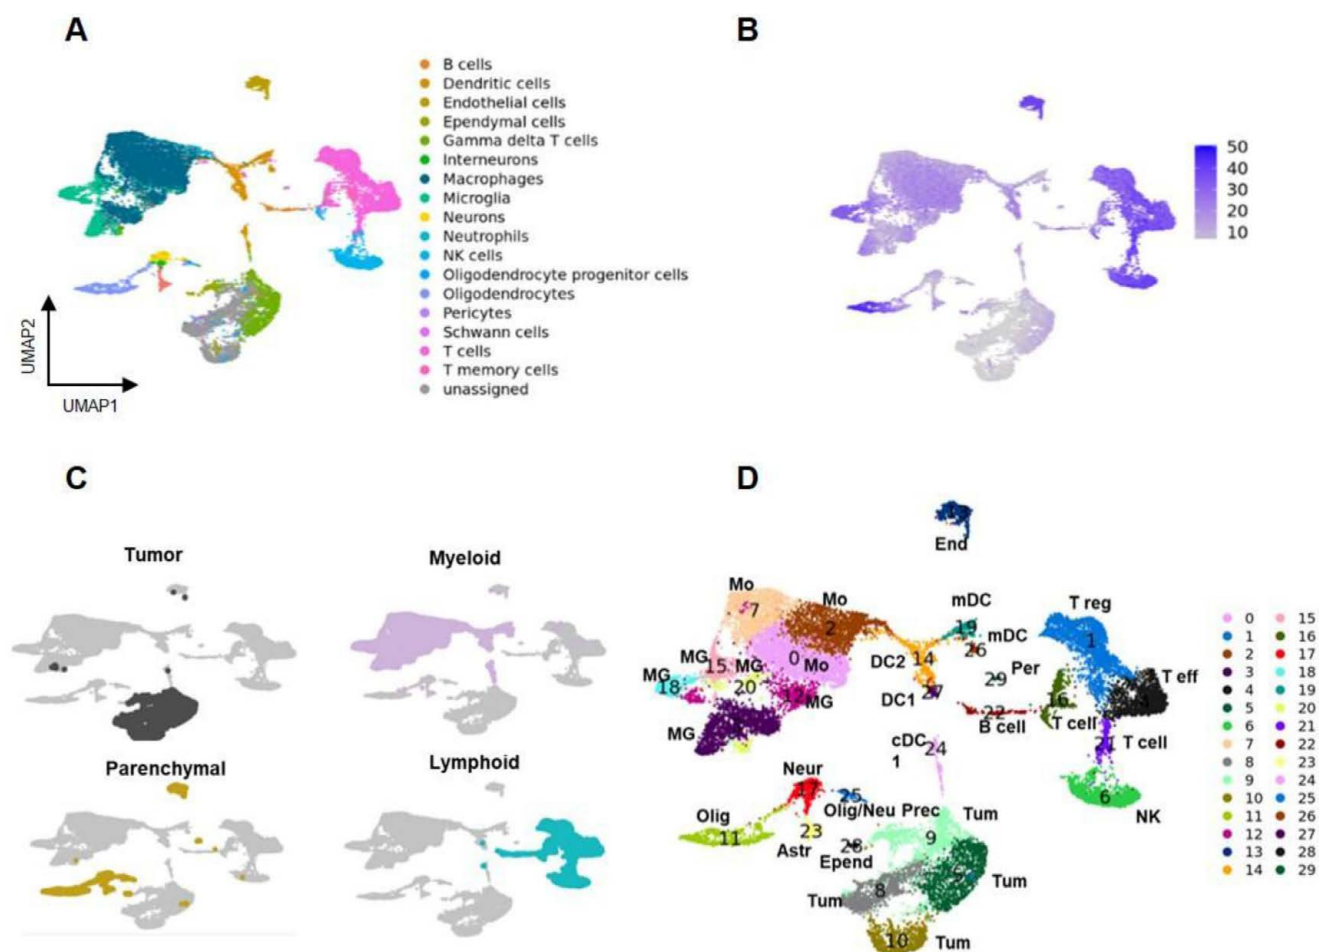 A
B cells
Dendritic cells
Endothelial cells
Ependymal cells
Gamma delta T cells
Interneurons
Macrophages
Microglia
Neurons
Neutrophils
NK cells
Oligodendrocyte progenitor cells
Oligodendrocytes
Pericytes
Schwann cells
T cells
T memory cells
unassigned
UMAP2
UMAP1
B
50
40
30
20
10
C
Tumor
Myeloid
Parenchymal
Lymphoid
D
End
Mo
7
Mo
2
mDC
19
mDC
26
T reg
1
MG
15
MG
0
Mo
DC2
14
Per
29
T eff
MG
18
20
12
MG
DC1
27
22
B cell
16
T cell
21
T cell
MG
cDC
1
24
6
NK
Neur
17
25
Olig/Neu Prec
Tum
Olig
11
23
Astr
28
Epend
9
5
Tum
8
Tum
10
Tum
0
15
1
16
2
17
3
18
4
19
5
20
6
21
7
22
8
23
9
24
10
25
11
26
12
27
13
28
14
29